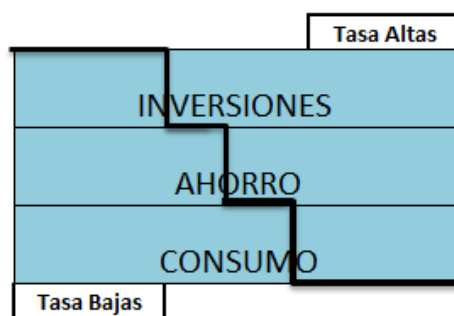 Tasa Altas
INVERSIONES
AHORRO
CONSUMO
Tasa Bajas